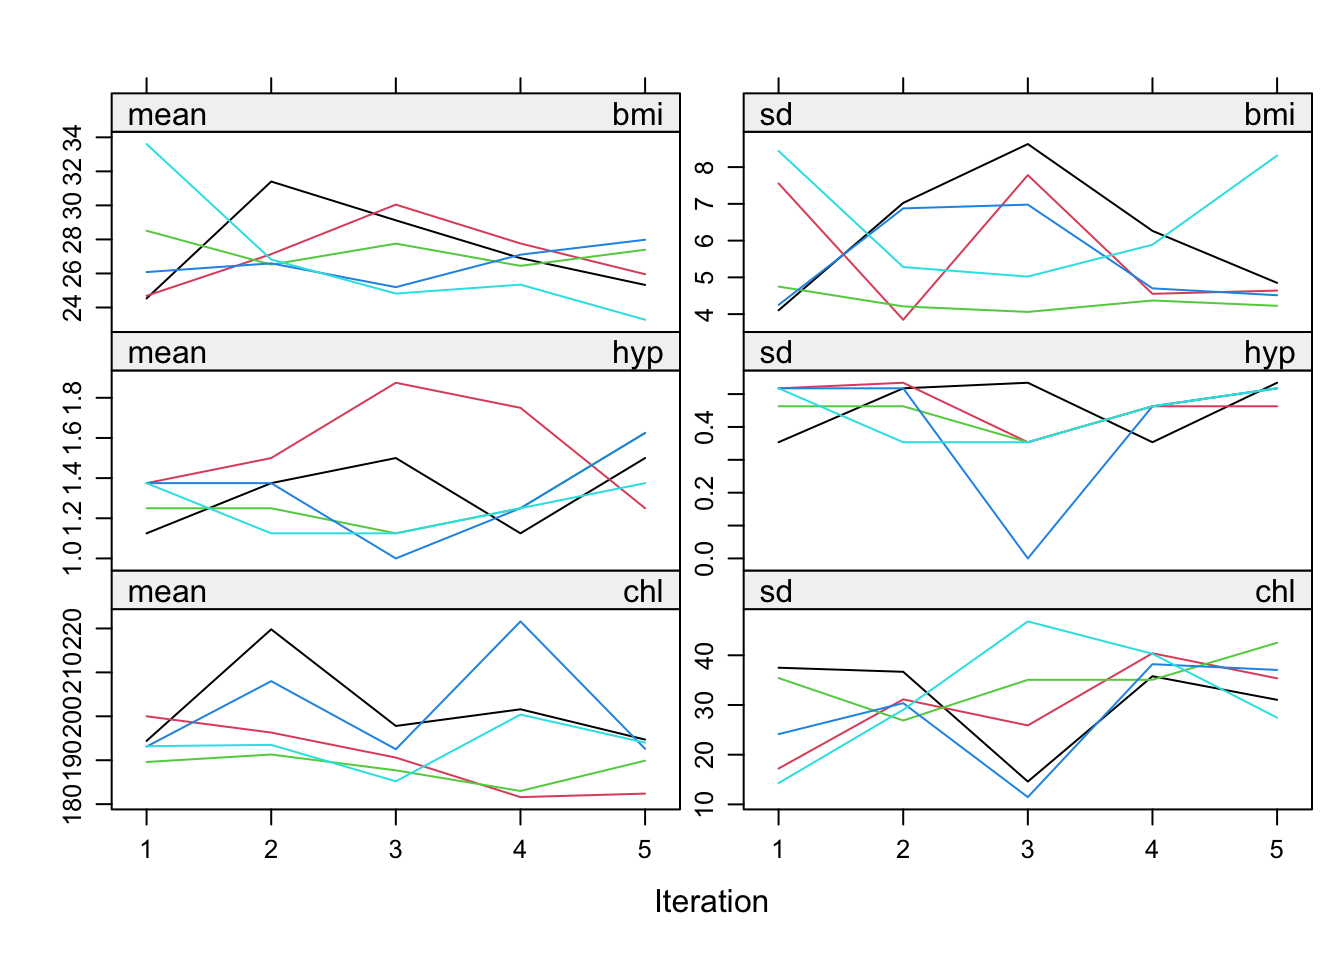 mean bmi
sd bmi
24 26 28 30 32 34
4 5 6 7 8
mean hyp
sd hyp
1.0 1.2 1.4 1.6 1.8
0.0 0.2 0.4
mean chl
sd chl
180 190 200 210 220
10 20 30 40
1 2 3 4 5
1 2 3 4 5
Iteration